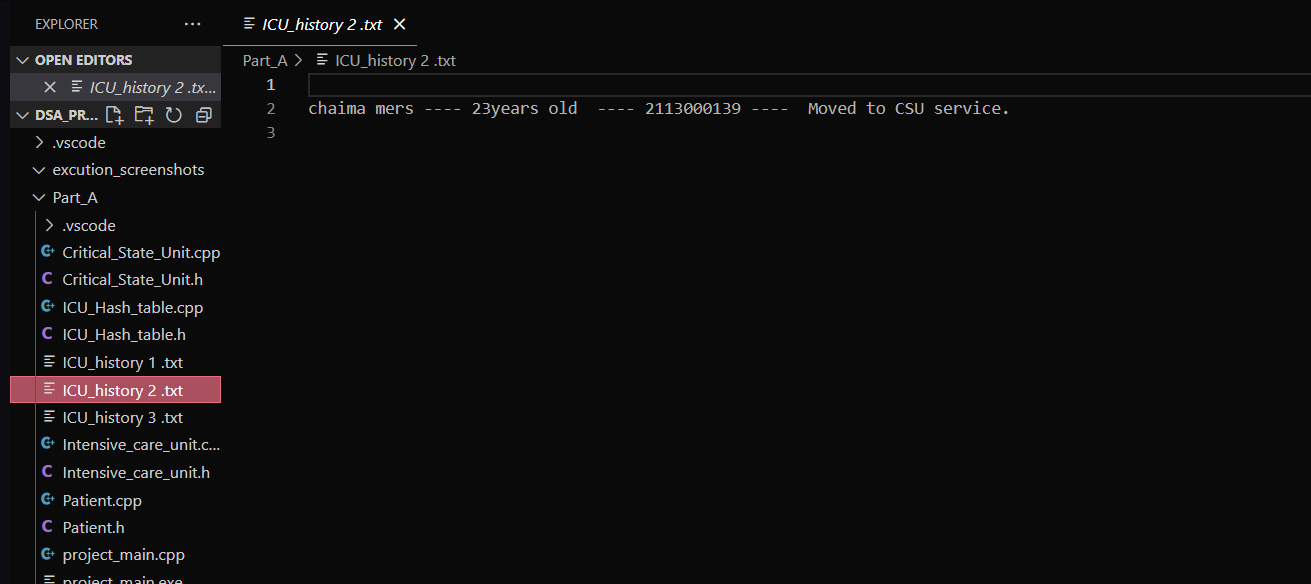 EXPLORER
···
ICU_history 2 .txt
OPEN EDITORS
ICU_history 2 .tx...
DSA_PR...
.vscode
excution_screenshots
Part_A
.vscode
Critical_State_Unit.cpp
Critical_State_Unit.h
ICU_Hash_table.cpp
ICU_Hash_table.h
ICU_history 1 .txt
ICU_history 2 .txt
ICU_history 3 .txt
Intensive_care_unit.c...
Intensive_care_unit.h
Patient.cpp
Patient.h
project_main.cpp
project_main.exe
Part_A > ICU_history 2 .txt
1
2 chaima mers ---- 23years old  ---- 2113000139 ----  Moved to CSU service.
3